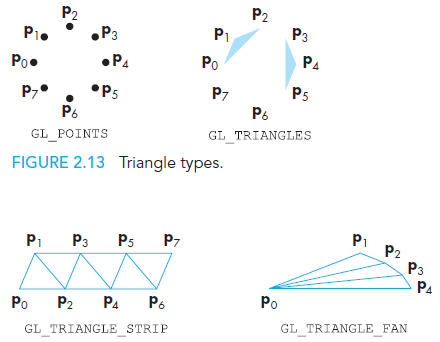 p2 p2
p1 p3 p1 p3
p0 p4 p0 p4
p7 p5 p7 p5
p6 p6
GL_POINTS GL_TRIANGLES
FIGURE 2.13 Triangle types.
p1 p3 p5 p7 p1 p2
p3
p4
p0 p2 p4 p6 p0
GL_TRIANGLE_STRIP GL_TRIANGLE_FAN